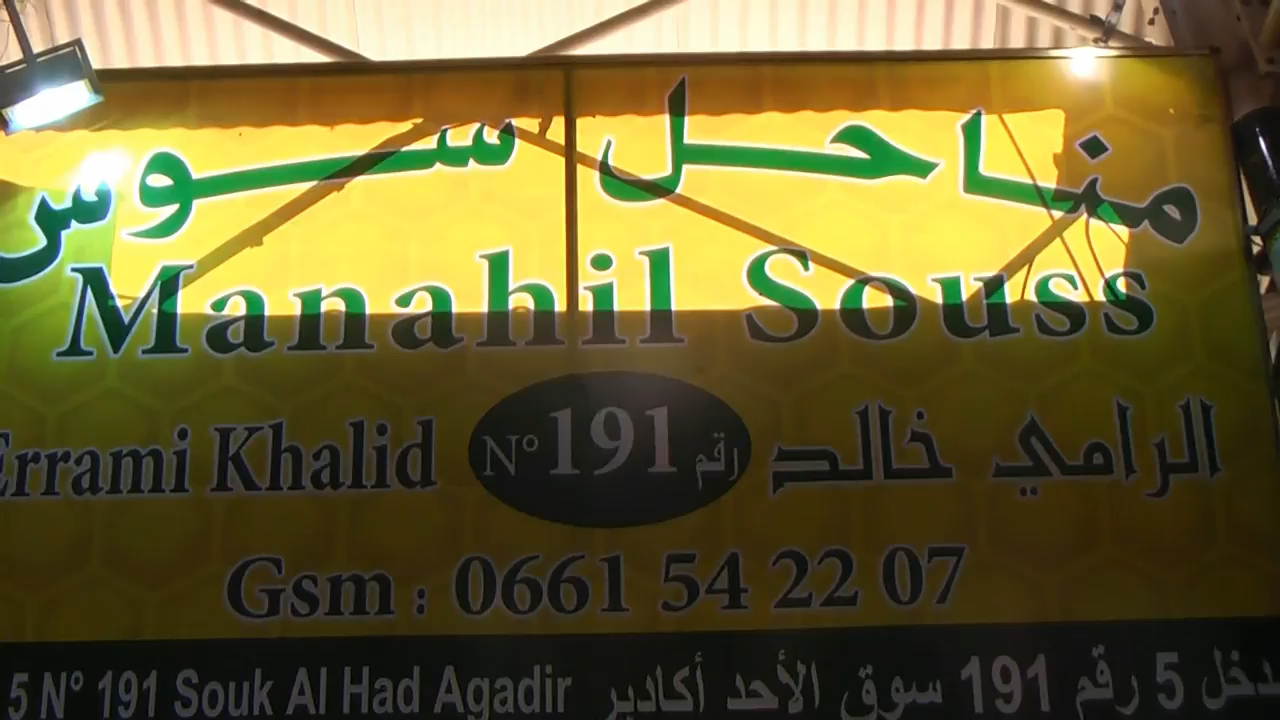 مناحل سوس
Manahil Souss
Errami Khalid N° 191 رقم الرامي خالد
Gsm : 0661 54 22 07
5 N° 191 Souk Al Had Agadir مدخل 5 رقم 191 سوق الأحد أكادير